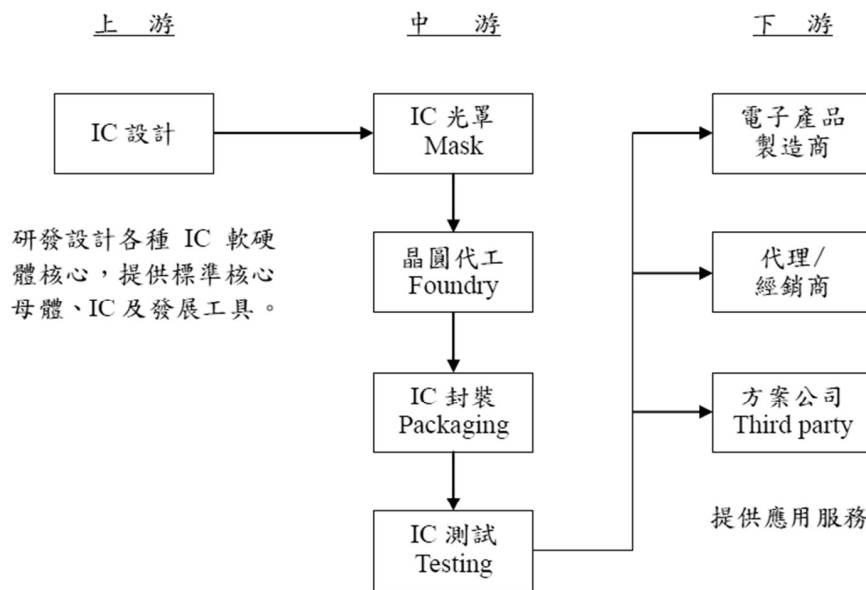 上 游
中 游
下 游
IC 設計
IC 光罩
Mask
電子產品
製造商
研發設計各種 IC 軟硬
體核心，提供標準核心
母體、IC 及發展工具。
晶圓代工
Foundry
代理/
經銷商
IC 封裝
Packaging
方案公司
Third party
IC 測試
Testing
提供應用服務